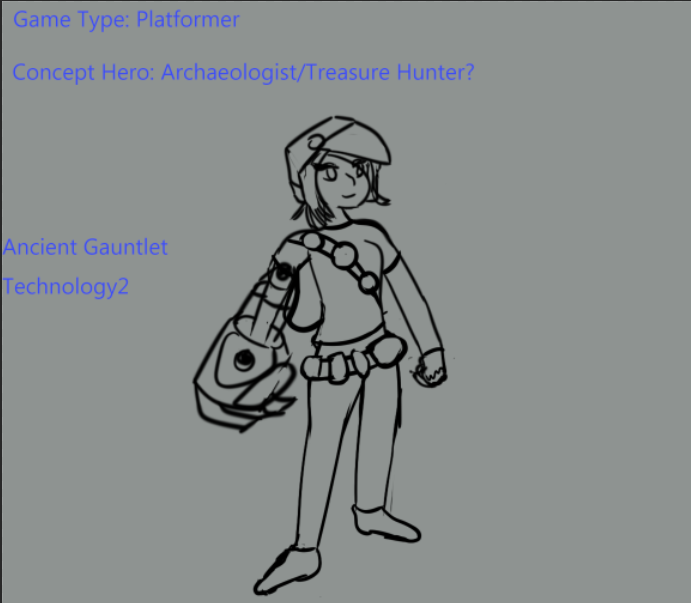 Game Type: Platformer
Concept Hero: Archaeologist/Treasure Hunter?
Ancient Gauntlet
Technology2